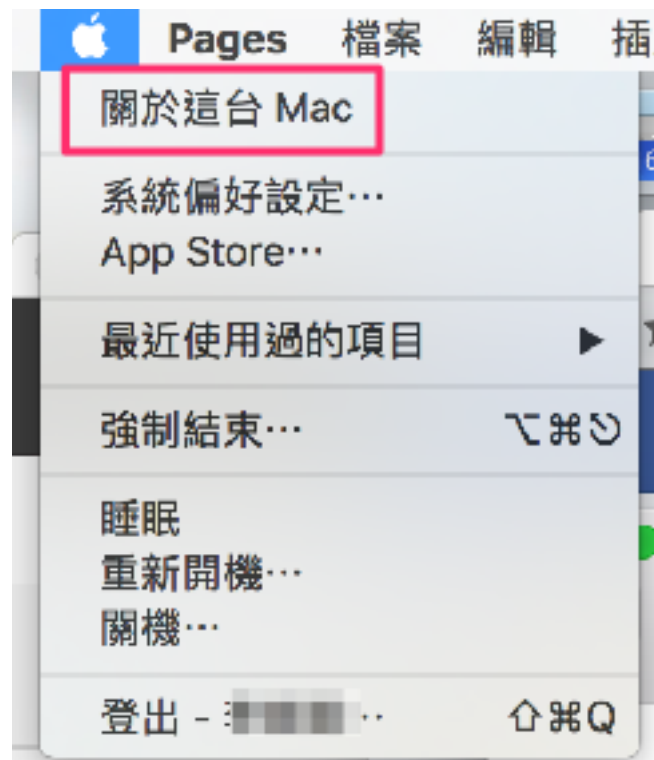 Pages 檔案 編輯 插
關於這台 Mac
系統偏好設定⋯
App Store⋯
最近使用過的項目 ▶
強制結束⋯ ⌥⌘⎋
睡眠
重新開機⋯
關機⋯
登出 - ⇧⌘Q